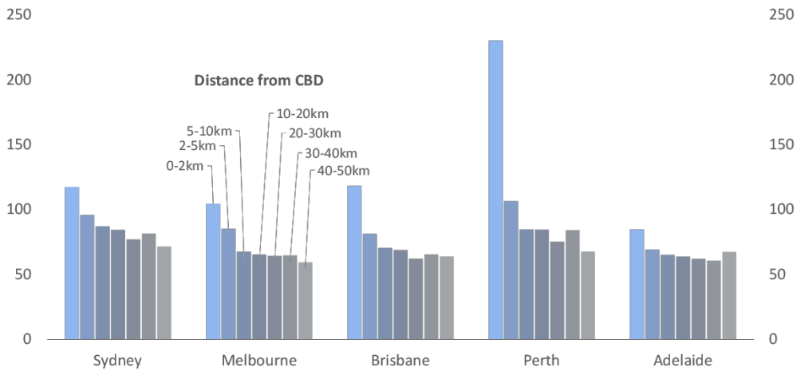 250
250
200
200
Distance from CBD
10-20km
5-10km
20-30km
150
2-5km
150
30-40km
0-2km
40-50km
100
100
50
50
0
0
Sydney
Melbourne
Brisbane
Perth
Adelaide